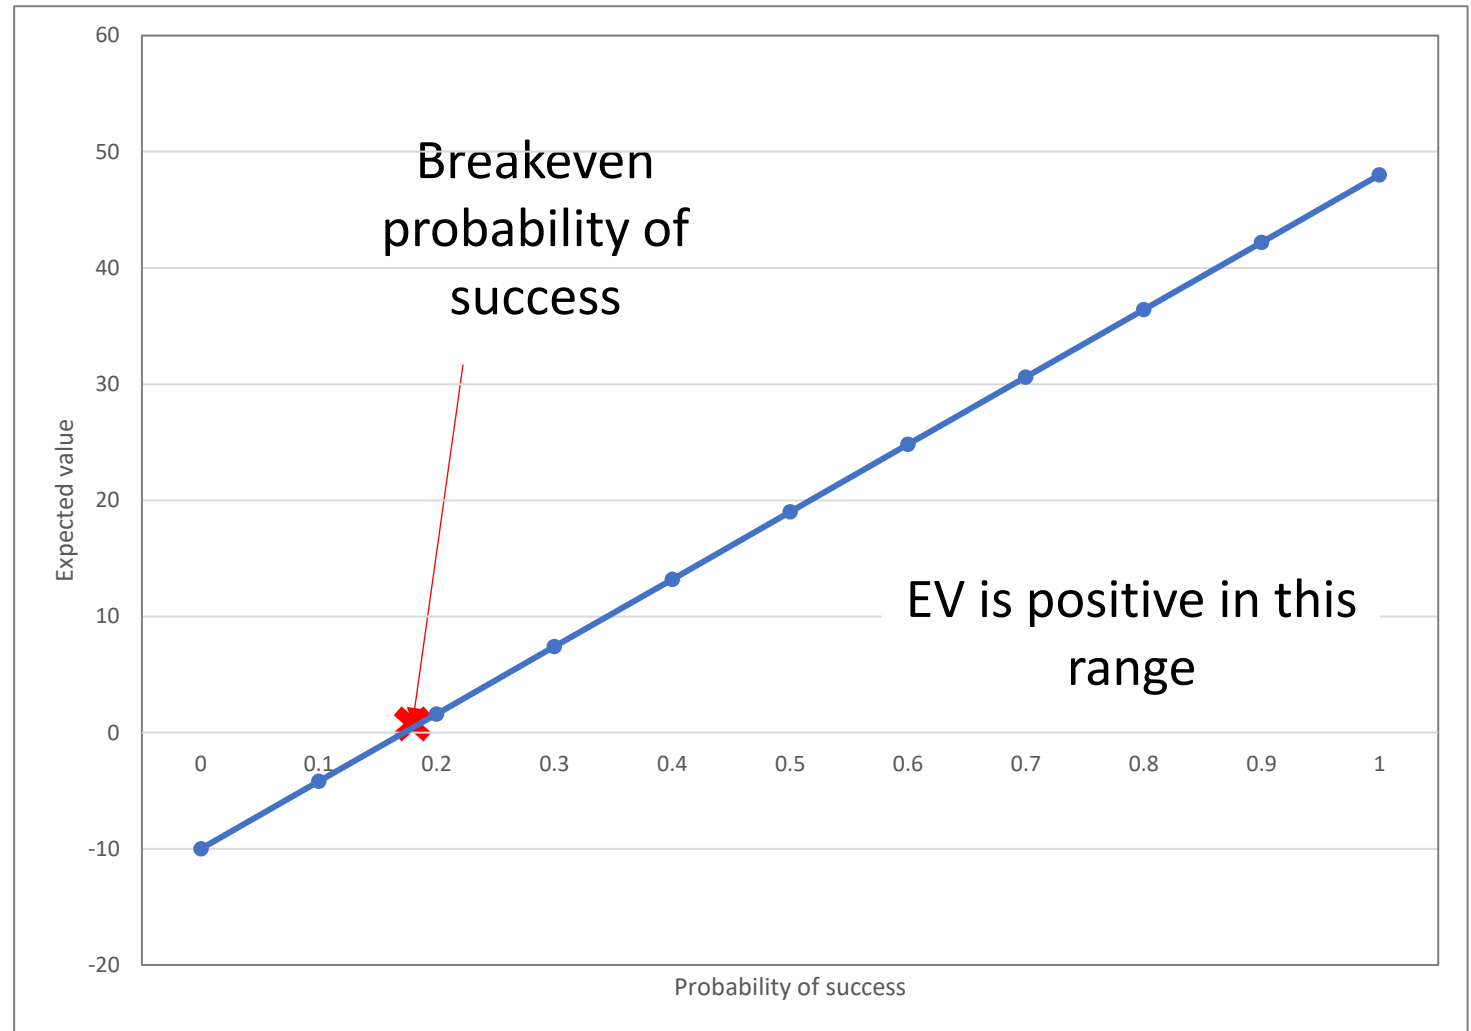 60
50
Breakeven
probability of
success
40
30
20
10
0
-10
-20
Expected value
EV is positive in this
range
0 0.1 0.2 0.3 0.4 0.5 0.6 0.7 0.8 0.9 1
Probability of success